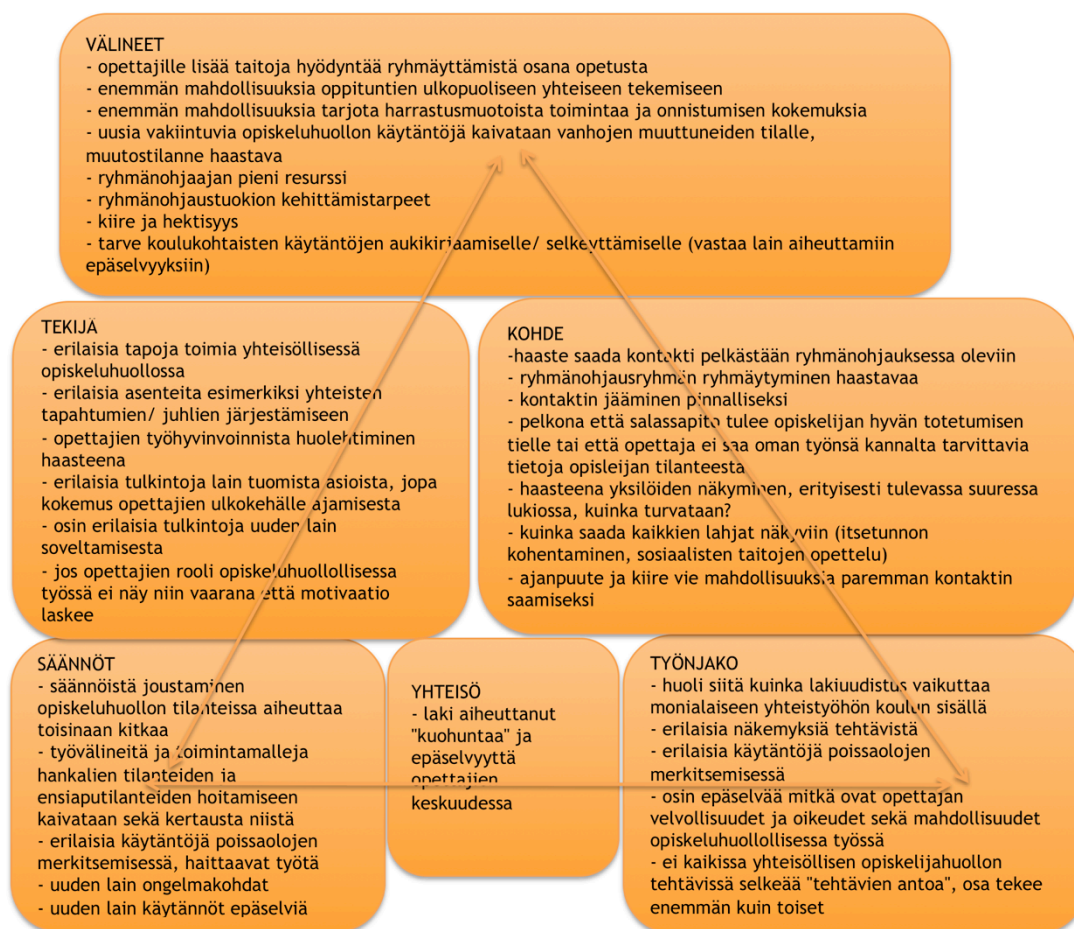 VÄLINEET
- opettajille lisää taitoja hyödyntää ryhmäyttämistä osana opetusta
- enemmän mahdollisuuksia oppituntien ulkopuoliseen yhteiseen tekemiseen
- enemmän mahdollisuuksia tarjota harrastusmuotoista toimintaa ja onnistumisen kokemuksia
- uusia vakiintuvia opiskeluhuollon käytäntöjä kaivataan vanhojen muuttuneiden tilalle,
muutostilanne haastava
- ryhmänohjaajan pieni resurssi
- ryhmänohjaustuokion kehittämistarpeet
- kiire ja hektisyys
- tarve koulukohtaisten käytäntöjen aukikirjaamiselle/ selkeyttämiselle (vastaa lain aiheuttamiin
epäselvyyksiin)
TEKIJÄ
- erilaisia tapoja toimia yhteisöllisessä
opiskeluhuollossa
- erilaisia asenteita esimerkiksi yhteisten
tapahtumien/ juhlien järjestämiseen
- opettajien työhyvinvoinnista huolehtiminen
haasteena
- erilaisia tulkintoja lain tuomista asioista, jopa
kokemus opettajien ulkokehälle ajamisesta
- osin erilaisia tulkintoja uuden lain
soveltamisesta
- jos opettajien rooli opiskeluhuollollisessa
työssä ei näy niin vaarana että motivaatio
laskee
KOHDE
-haaste saada kontakti pelkästään ryhmänohjauksessa oleviin
- ryhmänohjausryhmän ryhmäytyminen haastavaa
- kontaktin jääminen pinnalliseksi
- pelkona että salassapito tulee opiskelijan hyvän totetumisen
tielle tai että opettaja ei saa oman työnsä kannalta tarvittavia
tietoja opisleijan tilanteesta
- haasteena yksilöiden näkyminen, erityisesti tulevassa suuressa
lukiossa, kuinka turvataan?
- kuinka saada kaikkien lahjat näkyviin (itsetunnon
kohentaminen, sosiaalisten taitojen opettelu)
- ajanpuute ja kiire vie mahdollisuuksia paremman kontaktin
saamiseksi
SÄÄNNÖT
- säännöistä joustaminen
opiskeluhuollon tilanteissa aiheuttaa
toisinaan kitkaa
- työvälineitä ja toimintamalleja
hankalien tilanteiden ja
ensiaputilanteiden hoitamiseen
kaivataan sekä kertausta niistä
- erilaisia käytäntöjä poissaolojen
merkitsemisessä, haittaavat työtä
- uuden lain ongelmakohdat
- uuden lain käytännöt epäselviä
YHTEISÖ
- laki aiheuttanut
"kuohuntaa" ja
epäselvyyttä
opettajien
keskuudessa
TYÖNJAKO
- huoli siitä kuinka lakiuudistus vaikuttaa
monialaiseen yhteistyöhön koulun sisällä
- erilaisia näkemyksiä tehtävistä
- erilaisia käytäntöjä poissaolojen
merkitsemisessä
- osin epäselvää mitkä ovat opettajan
velvollisuudet ja oikeudet sekä mahdollisuudet
opiskeluhuollollisessa työssä
- ei kaikissa yhteisöllisen opiskelijahuollon
tehtävissä selkeää "tehtävien antoa", osa tekee
enemmän kuin toiset